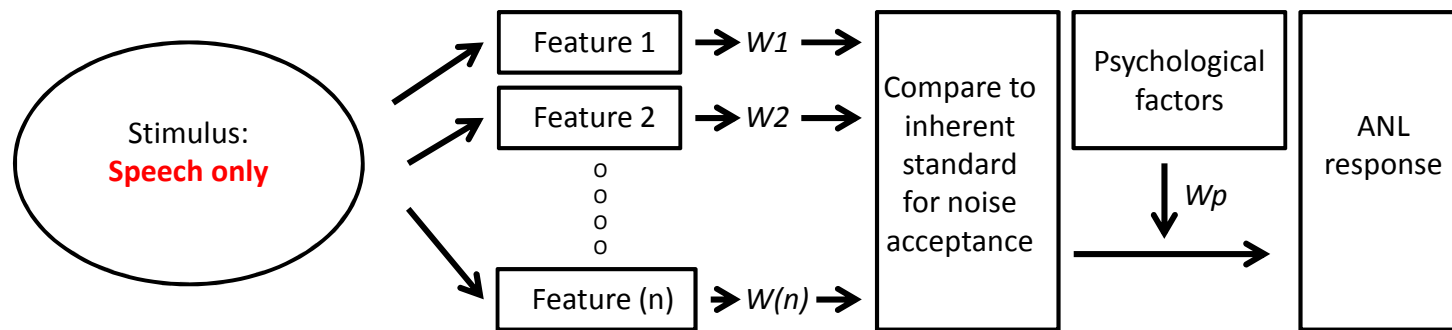 Stimulus:
Speech only
Feature 1
W1
Feature 2
W2
o
o
o
o
Feature (n)
W(n)
Compare to
inherent
standard
for noise
acceptance
Psychological
factors
Wp
ANL
response